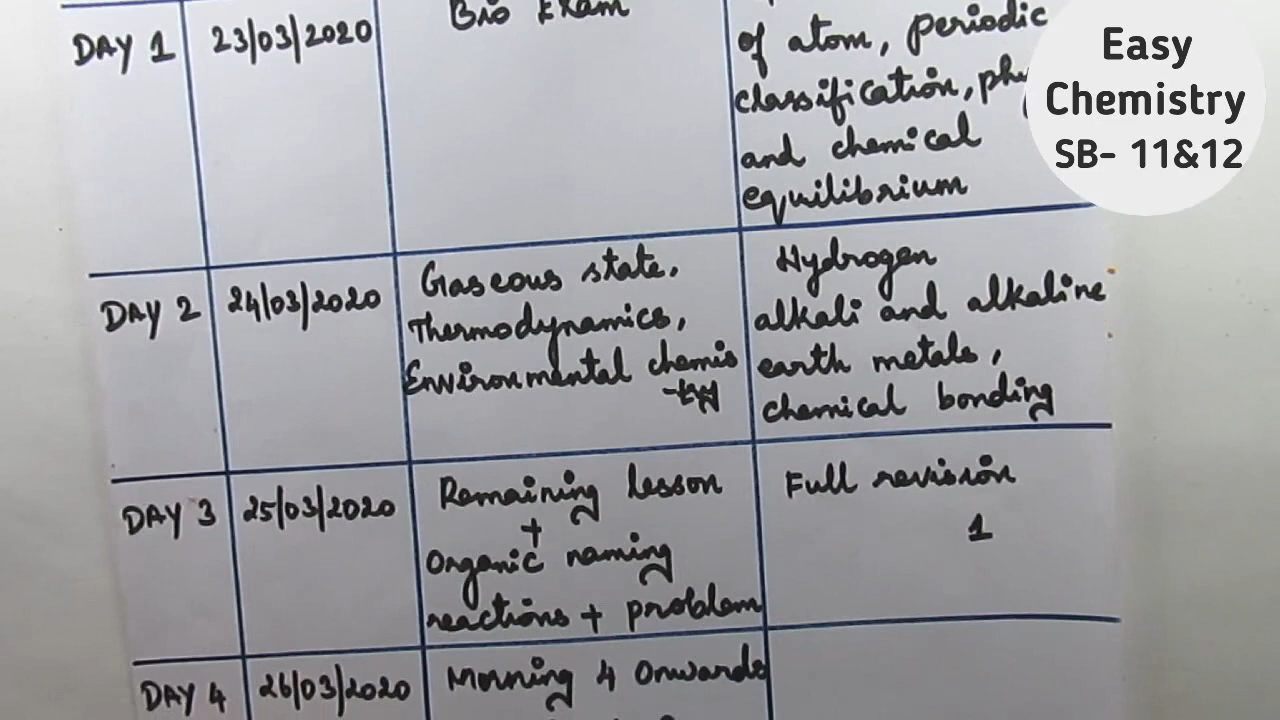 DAY 1
23/03/2020
Bio Exam
of atom, periodic
classification,
and chemical
equilibrium
Easy
Chemistry
SB- 11&12
DAY 2
24/03/2020
Gaseous state,
Thermodynamics,
Environmental chemis
-try
Hydrogen
alkali and alkaline
earth metals,
chemical bonding
DAY 3
25/03/2020
Remaining lesson
+
Organic naming
reactions + problem
Full revision
1
DAY 4
26/03/2020
Morning 4 Onwards